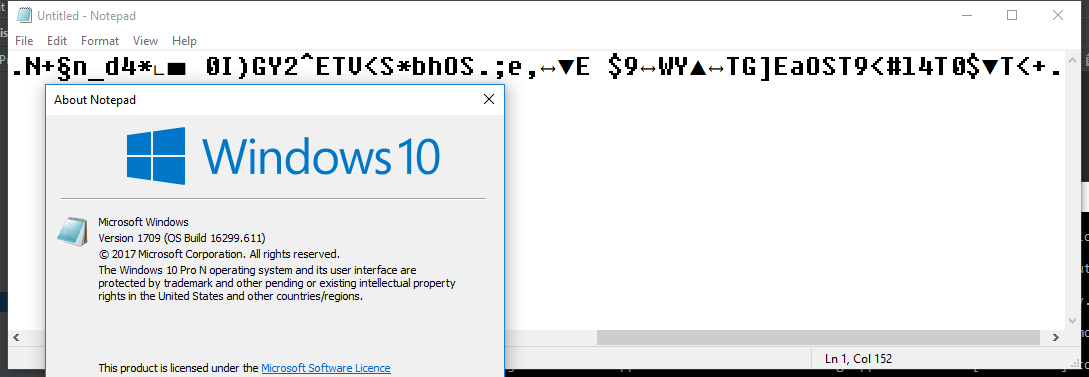 Untitled - Notepad
File Edit Format View Help
.N+§n_d4*∟■ 0I)GY2^ETV<S*bhOS.;e,↔▼E $9↔WY▲↔TG]EaOST9<#l4T0$▼T<+.
About Notepad
Windows 10
Microsoft Windows
Version 1709 (OS Build 16299.611)
© 2017 Microsoft Corporation. All rights reserved.
The Windows 10 Pro N operating system and its user interface are
protected by trademark and other pending or existing intellectual property
rights in the United States and other countries/regions.
This product is licensed under the Microsoft Software Licence
Ln 1, Col 152